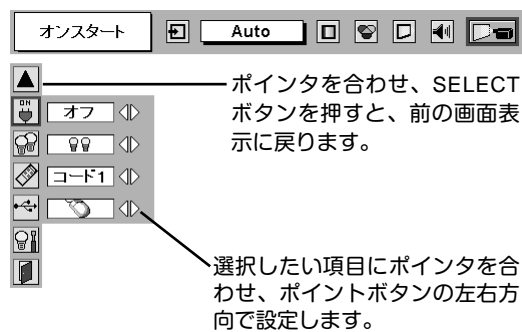 オンスタート
Auto
ポインタを合わせ、SELECT
ボタンを押すと、前の画面表
示に戻ります。
ON
オフ
コード1
選択したい項目にポインタを合
わせ、ポイントボタンの左右方
向で設定します。